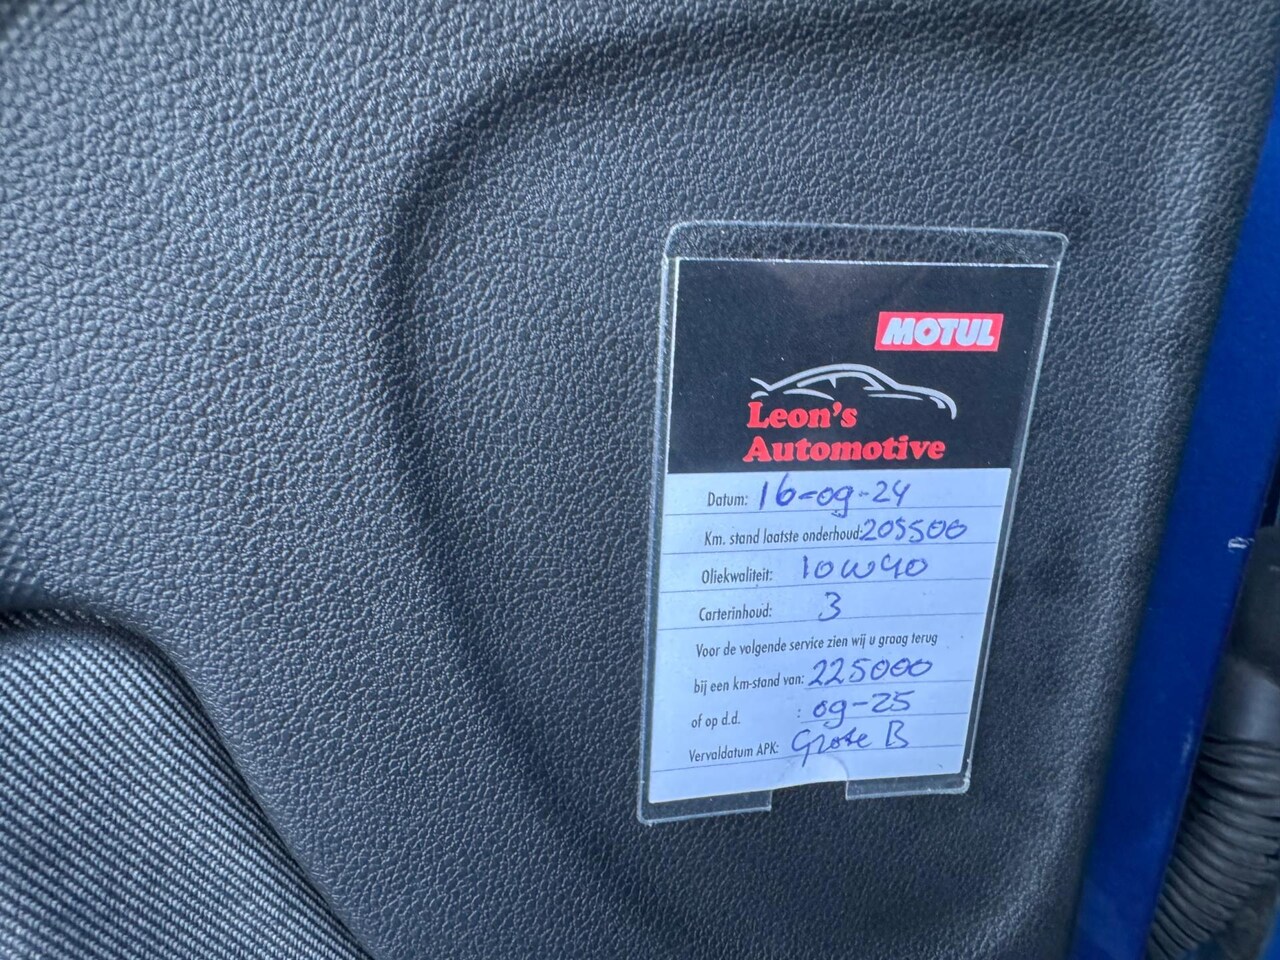 MOTUL
Leon's
Automotive
Datum: 16-09-24
Km. stand laatste onderhoud: 205500
Oliekwaliteit: 10W40
Carterinhoud: 3
Voor de volgende service zien wij u graag terug
bij een km-stand van: 225000
of op d.d. : 09-25
Vervaldatum APK: Grote B